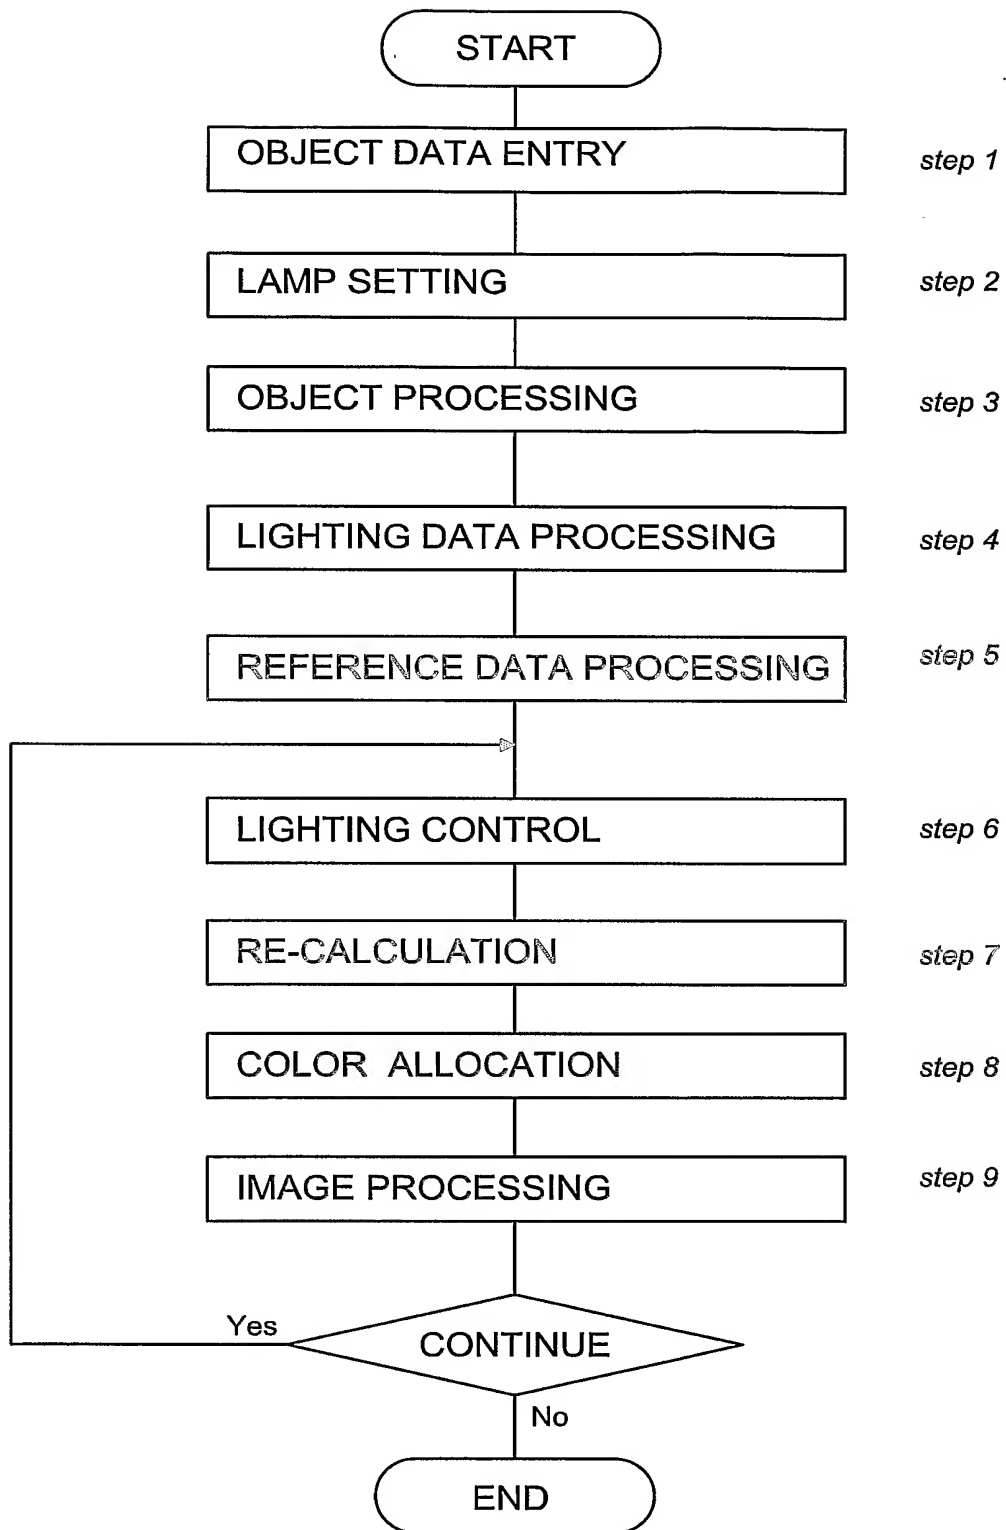 START
OBJECT DATA ENTRY step 1
LAMP SETTING step 2
OBJECT PROCESSING step 3
LIGHTING DATA PROCESSING step 4
REFERENCE DATA PROCESSING step 5
LIGHTING CONTROL step 6
RE-CALCULATION step 7
COLOR ALLOCATION step 8
IMAGE PROCESSING step 9
Yes
CONTINUE
No
END